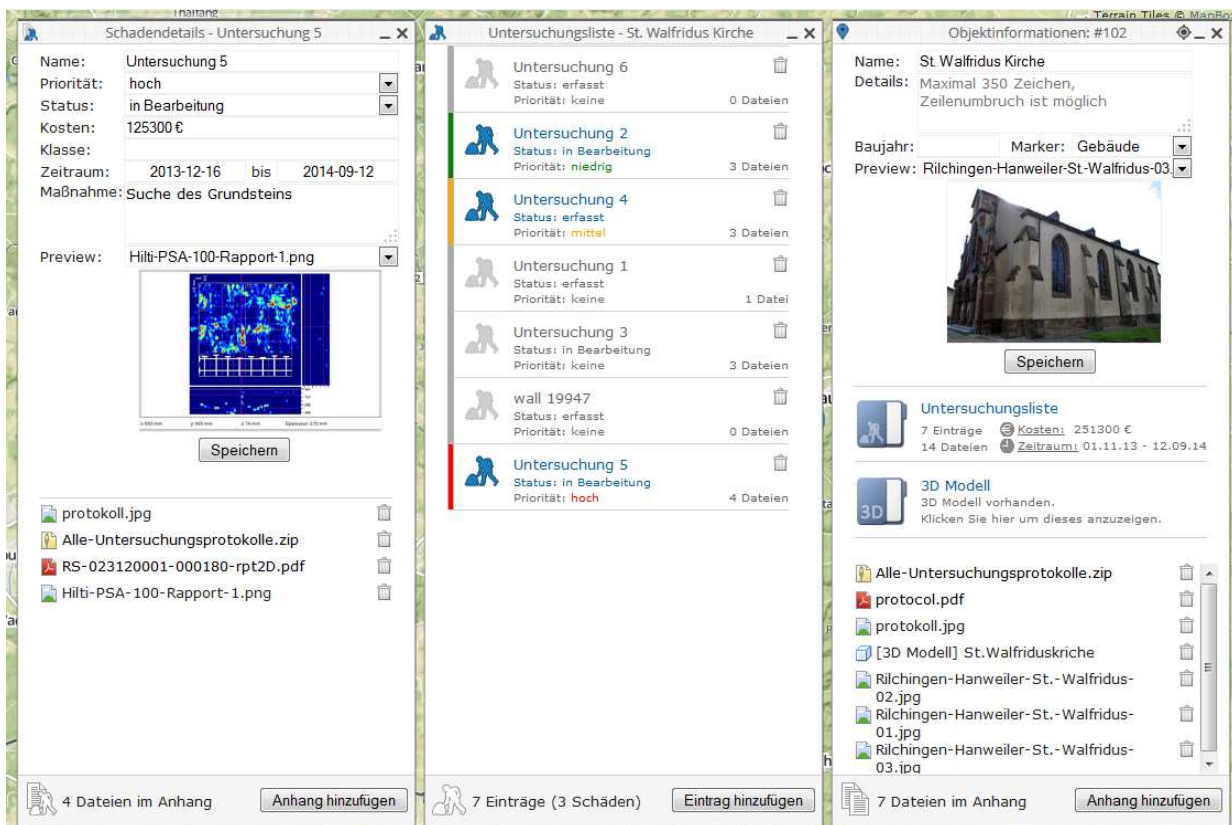 Thalfang
Terrain Tiles © MapBo
Schadendetails - Untersuchung 5
Name: Untersuchung 5
Priorität: hoch
Status: in Bearbeitung
Kosten: 125300 €
Klasse:
Zeitraum: 2013-12-16 bis 2014-09-12
Maßnahme: Suche des Grundsteins
Preview: Hilti-PSA-100-Rapport-1.png
Speichern
protokoll.jpg
Alle-Untersuchungsprotokolle.zip
RS-023120001-000180-rpt2D.pdf
Hilti-PSA-100-Rapport-1.png
4 Dateien im Anhang
Anhang hinzufügen
Untersuchungsliste - St. Walfridus Kirche
Untersuchung 6
Status: erfasst
Priorität: keine 0 Dateien
Untersuchung 2
Status: in Bearbeitung
Priorität: niedrig 3 Dateien
Untersuchung 4
Status: erfasst
Priorität: mittel 3 Dateien
Untersuchung 1
Status: erfasst
Priorität: keine 1 Datei
Untersuchung 3
Status: in Bearbeitung
Priorität: keine 3 Dateien
wall 19947
Status: erfasst
Priorität: keine 0 Dateien
Untersuchung 5
Status: in Bearbeitung
Priorität: hoch 4 Dateien
7 Einträge (3 Schäden)
Eintrag hinzufügen
Objektinformationen: #102
Name: St. Walfridus Kirche
Details: Maximal 350 Zeichen,
Zeilenumbruch ist möglich
Baujahr: Marker: Gebäude
Preview: Rilchingen-Hanweiler-St.-Walfridus-03.
Speichern
Untersuchungsliste
7 Einträge Kosten: 251300 €
14 Dateien Zeitraum: 01.11.13 - 12.09.14
3D
3D Modell
3D Modell vorhanden.
Klicken Sie hier um dieses anzuzeigen.
Alle-Untersuchungsprotokolle.zip
protocol.pdf
protokoll.jpg
[3D Modell] St.Walfriduskriche
Rilchingen-Hanweiler-St.-Walfridus-
02.jpg
Rilchingen-Hanweiler-St.-Walfridus-
01.jpg
Rilchingen-Hanweiler-St.-Walfridus-
03.jpg
7 Dateien im Anhang
Anhang hinzufügen